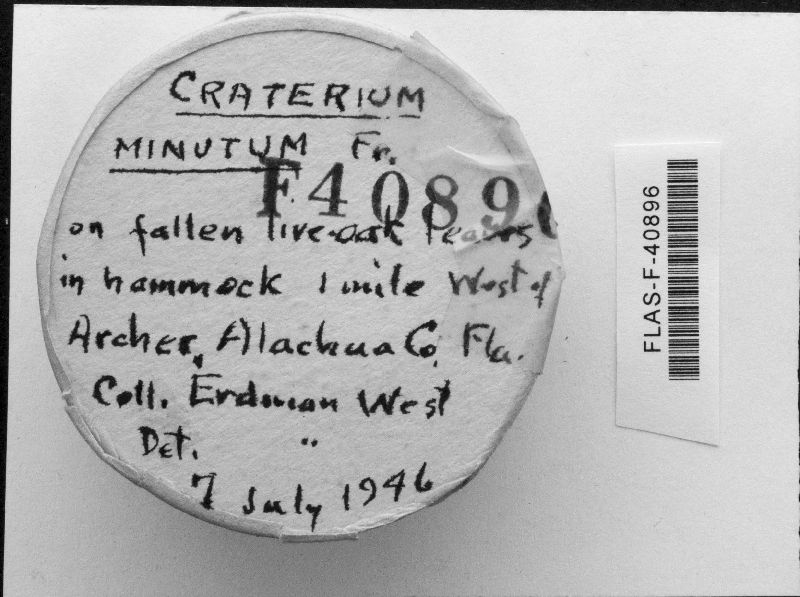 CRATERIUM
MINUTUM Fr.
F40896
on fallen live-oak leaves
in hammock 1 mile West of
Archer, Alachua Co. Fla.
Coll. Erdman West
Det. "
7 July 1946
FLAS-F-40896